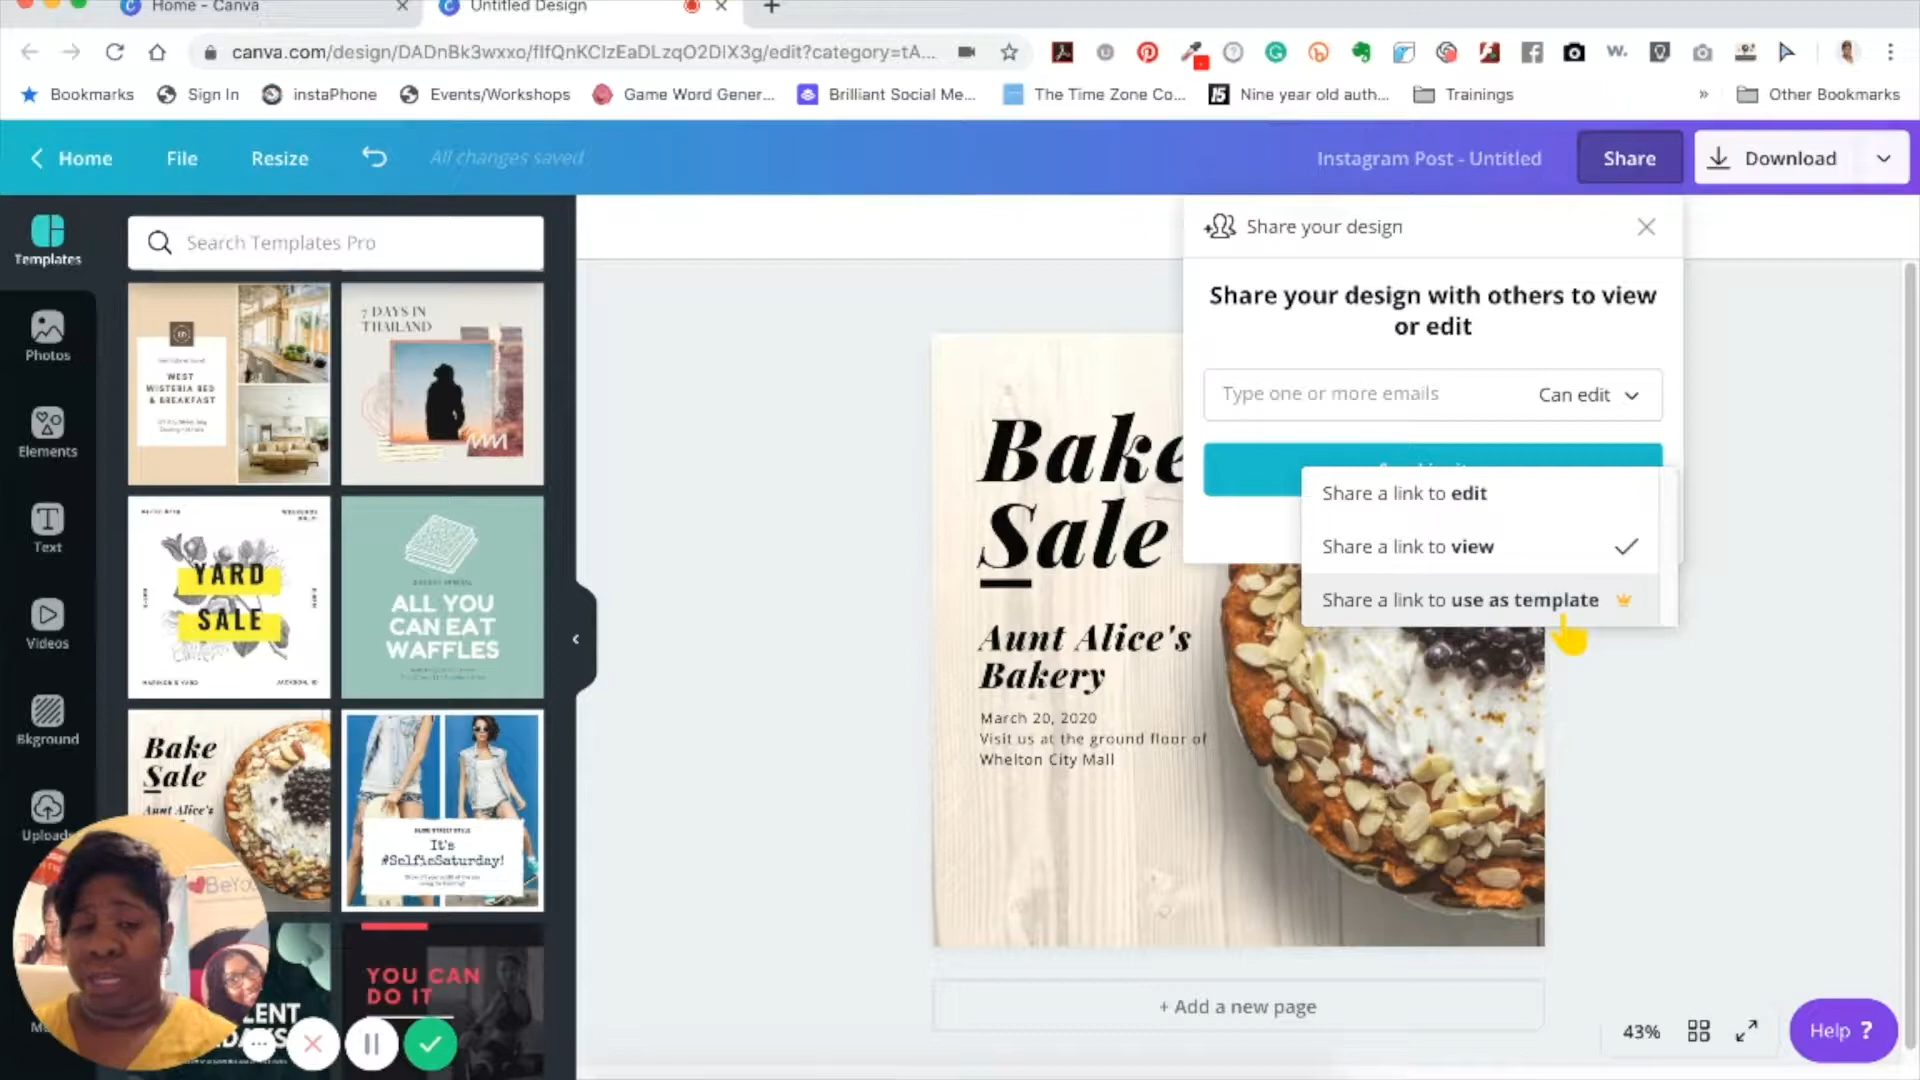 Home - Canva
Untitled Design
canva.com/design/DADnBk3wxxo/fIfQnKCIzEaDLzqO2DIX3g/edit?category=tA...
Bookmarks
Sign In
instaPhone
Events/Workshops
Game Word Gener...
Brilliant Social Me...
The Time Zone Co...
Nine year old auth...
Trainings
»
Other Bookmarks
Home
File
Resize
All changes saved
Instagram Post - Untitled
Share
Download
Templates
Photos
Elements
Text
Videos
Bkground
Search Templates Pro
WEST
WISTERIA BED
& BREAKFAST
7 DAYS IN
THAILAND
YARD
SALE
ALL YOU
CAN EAT
WAFFLES
Bake
Sale
Aunt Alice's
It's
#SelfieSaturday!
YOU CAN
DO IT
Share your design
Share your design with others to view
or edit
Type one or more emails
Can edit
Share a link to edit
Share a link to view
Share a link to use as template
Bake
Sale
Aunt Alice's
Bakery
March 20, 2020
Visit us at the ground floor of
Whelton City Mall
+ Add a new page
43%
Help ?